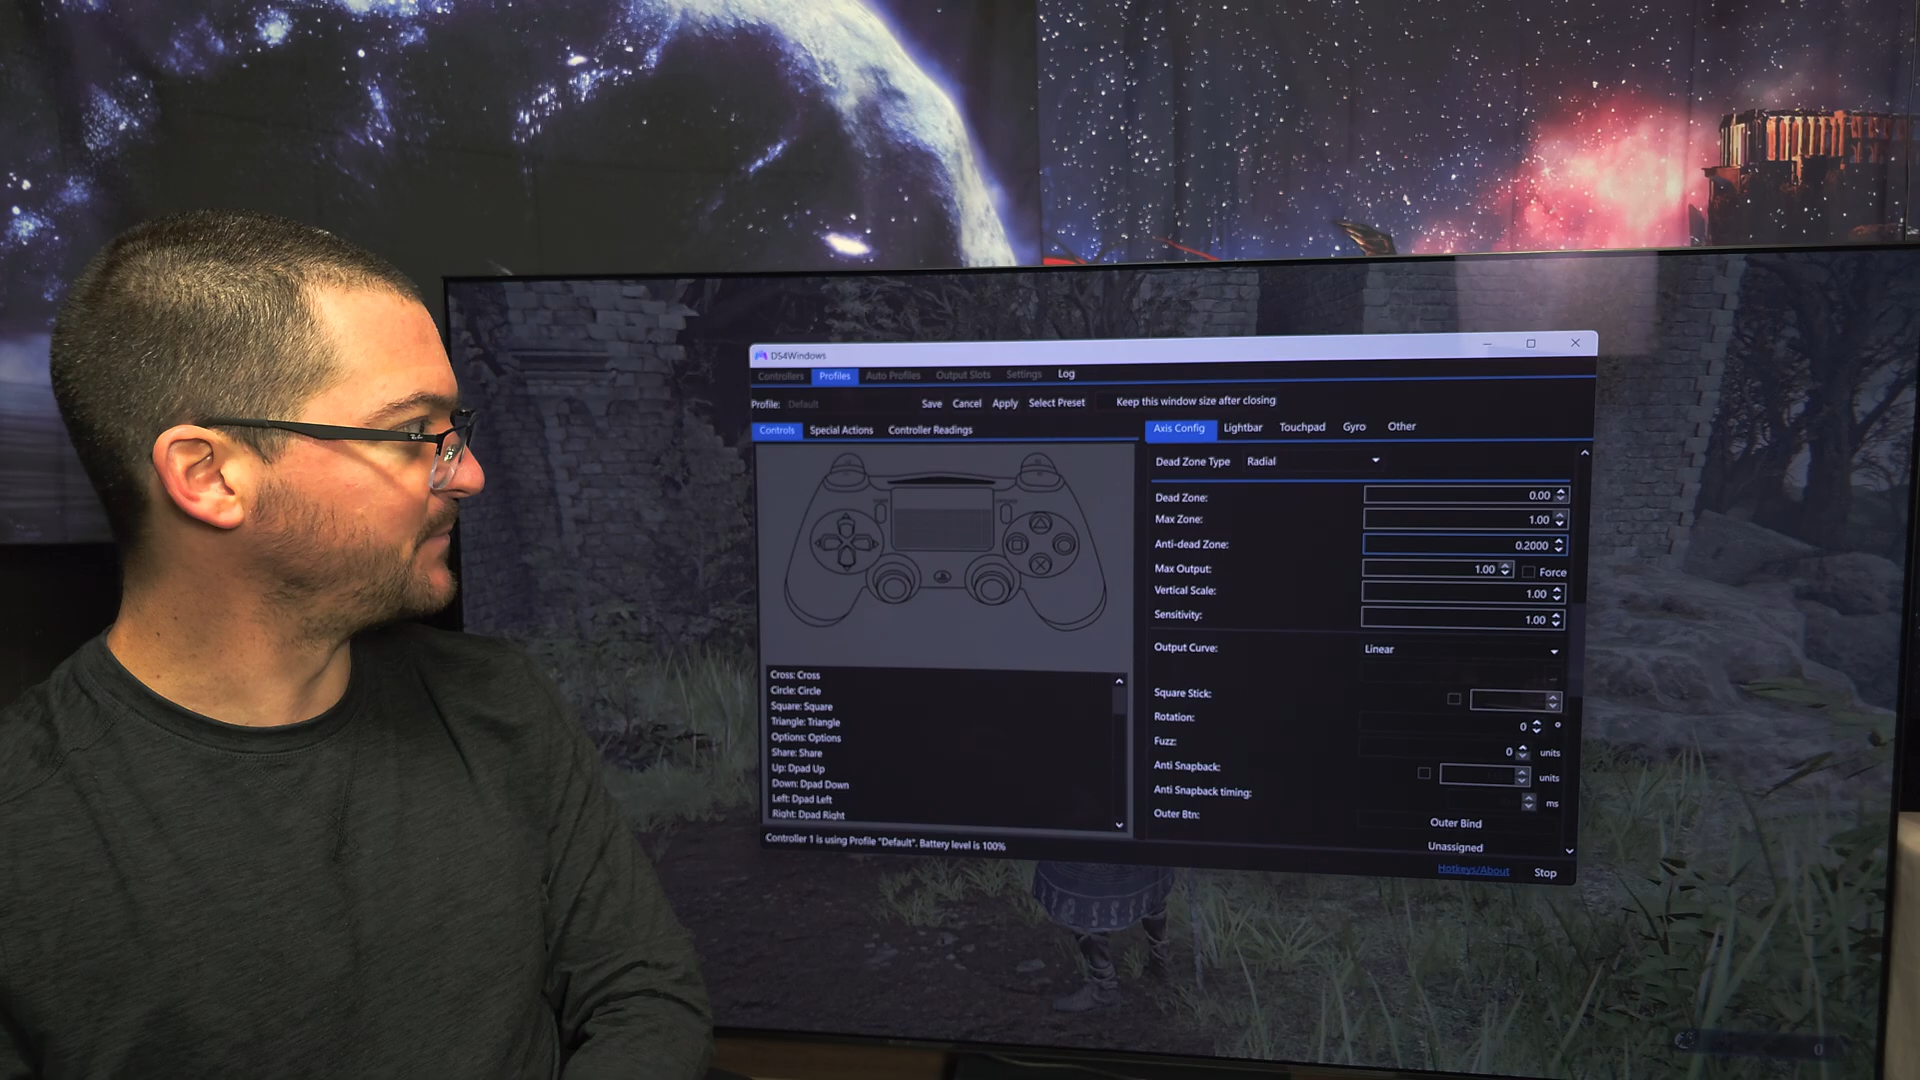 DS4Windows
Controllers Profiles Auto Profiles Output Slots Settings Log
Profile: Default Save Cancel Apply Select Preset Keep this window size after closing
Controls Special Actions Controller Readings
Axis Config Lightbar Touchpad Gyro Other
Dead Zone Type Radial
Dead Zone: 0.00
Max Zone: 1.00
Anti-dead Zone: 0.2000
Max Output: 1.00 Force
Vertical Scale: 1.00
Sensitivity: 1.00
Output Curve: Linear
Square Stick:
Rotation: 0 °
Fuzz: 0 units
Anti Snapback: units
Anti Snapback timing: ms
Outer Btn: Outer Bind
Unassigned
Cross: Cross
Circle: Circle
Square: Square
Triangle: Triangle
Options: Options
Share: Share
Up: Dpad Up
Down: Dpad Down
Left: Dpad Left
Right: Dpad Right
Controller 1 is using Profile "Default". Battery level is 100%
Hotkeys/About Stop
0